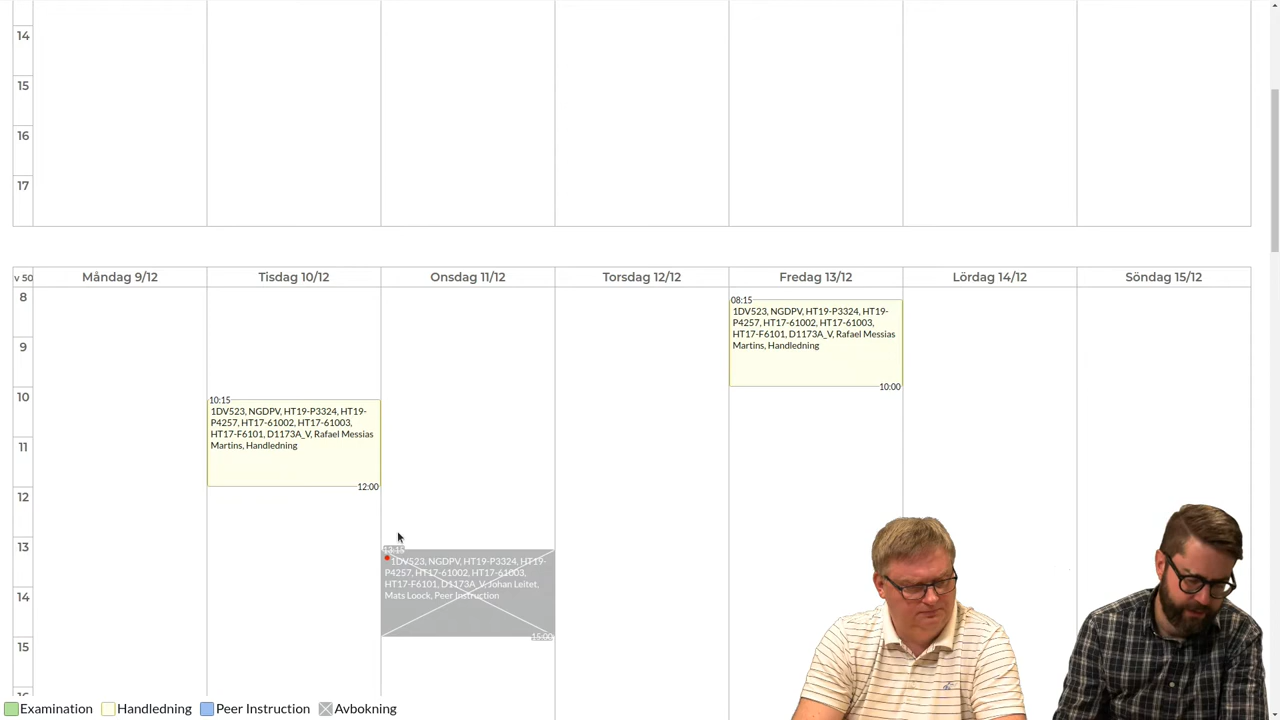 14
15
16
17
v 50
Måndag 9/12
Tisdag 10/12
Onsdag 11/12
Torsdag 12/12
Fredag 13/12
Lördag 14/12
Söndag 15/12
8
9
10
11
12
13
14
15
08:15
1DV523, NGDPV, HT19-P3324, HT19-
P4257, HT17-61002, HT17-61003,
HT17-F6101, D1173A_V, Rafael Messias
Martins, Handledning
10:00
10:15
1DV523, NGDPV, HT19-P3324, HT19-
P4257, HT17-61002, HT17-61003,
HT17-F6101, D1173A_V, Rafael Messias
Martins, Handledning
12:00
13:15
1DV523, NGDPV, HT19-P3324, HT19-
P4257, HT17-61002, HT17-61003,
HT17-F6101, D1173A_V, Johan Leitet,
Mats Loock, Peer Instruction
15:00
Examination
Handledning
Peer Instruction
Avbokning